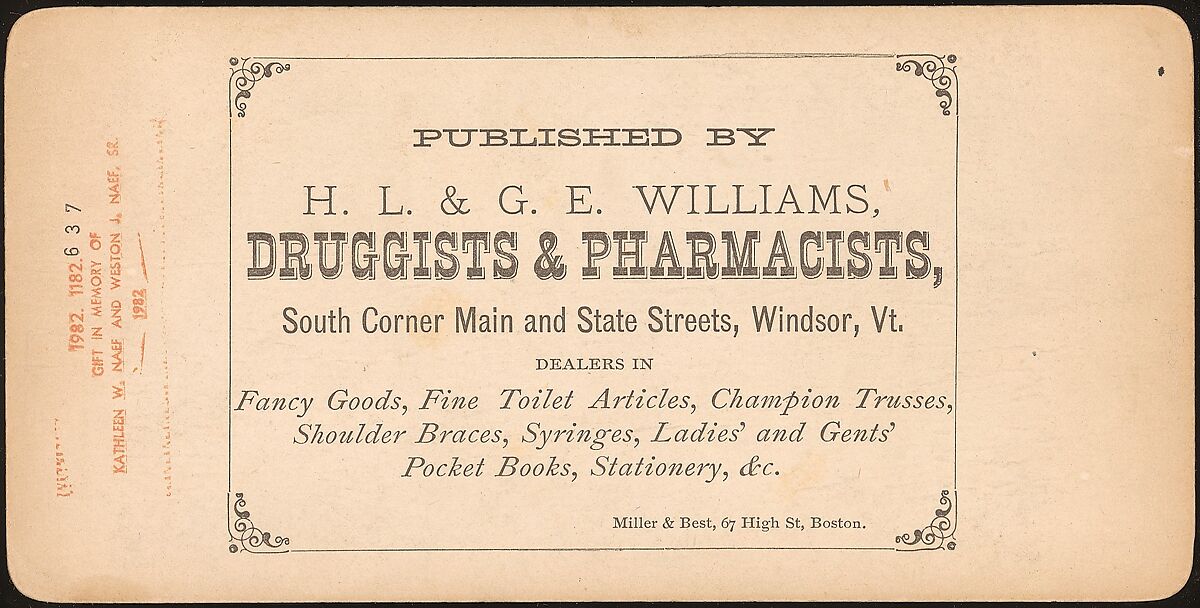 PUBLISHED BY
H. L. & G. E. WILLIAMS,
DRUGGISTS & PHARMACISTS,
South Corner Main and State Streets, Windsor, Vt.
DEALERS IN
Fancy Goods, Fine Toilet Articles, Champion Trusses,
Shoulder Braces, Syringes, Ladies' and Gents'
Pocket Books, Stationery, &c.
Miller & Best, 67 High St, Boston.
1982. 1182.637
GIFT IN MEMORY OF
KATHLEEN W. NAEF AND WESTON J. NAEF, SR.
1982